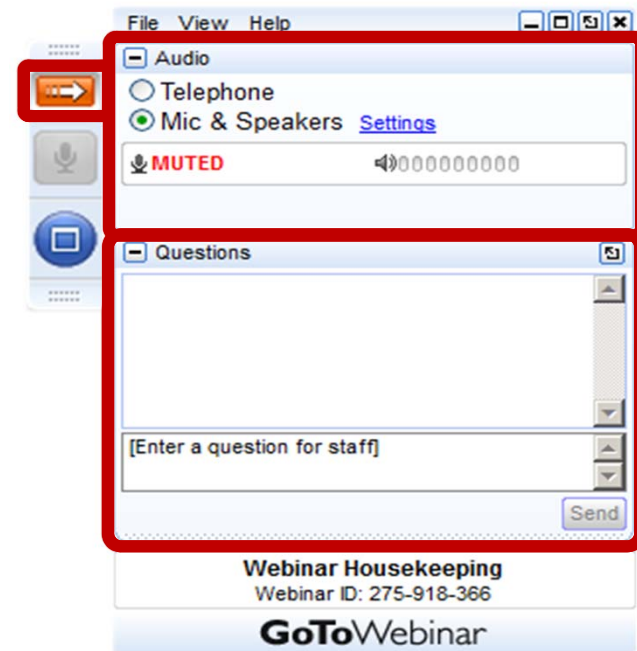 File View Help
Audio
Telephone
Mic & Speakers Settings
MUTED 000000000
Questions
[Enter a question for staff]
Send
Webinar Housekeeping
Webinar ID: 275-918-366
GoToWebinar